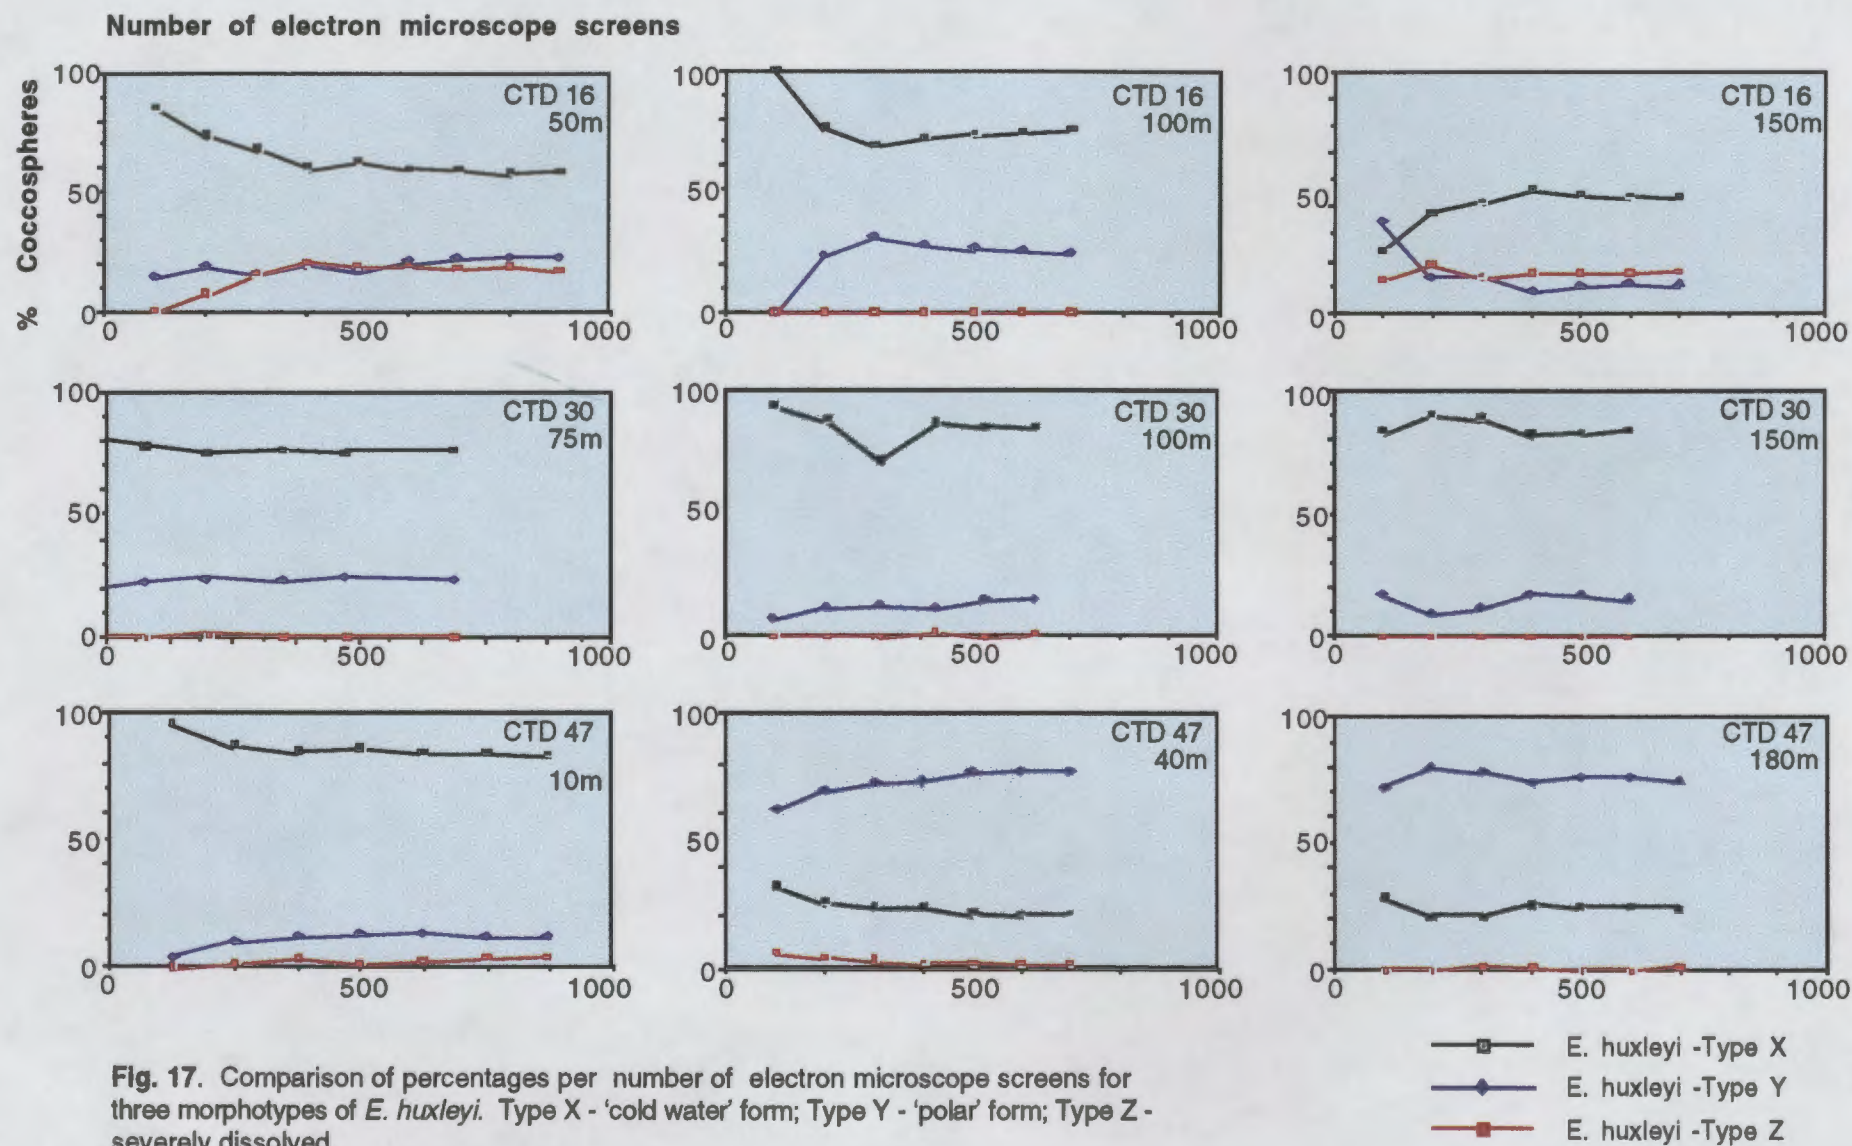 Number of electron microscope screens
% Coccospheres
100
50
0
0
500
1000
CTD 16
50m
100
50
0
0
500
1000
CTD 16
100m
100
50
0
0
500
1000
CTD 16
150m
100
50
0
0
500
1000
CTD 30
75m
100
50
0
0
500
1000
CTD 30
100m
100
50
0
0
500
1000
CTD 30
150m
100
50
0
0
500
1000
CTD 47
10m
100
50
0
0
500
1000
CTD 47
40m
100
50
0
0
500
1000
CTD 47
180m
E. huxleyi -Type X
E. huxleyi -Type Y
E. huxleyi -Type Z
Fig. 17. Comparison of percentages per number of electron microscope screens for
three morphotypes of E. huxleyi. Type X - 'cold water' form; Type Y - 'polar' form; Type Z -
severely dissolved